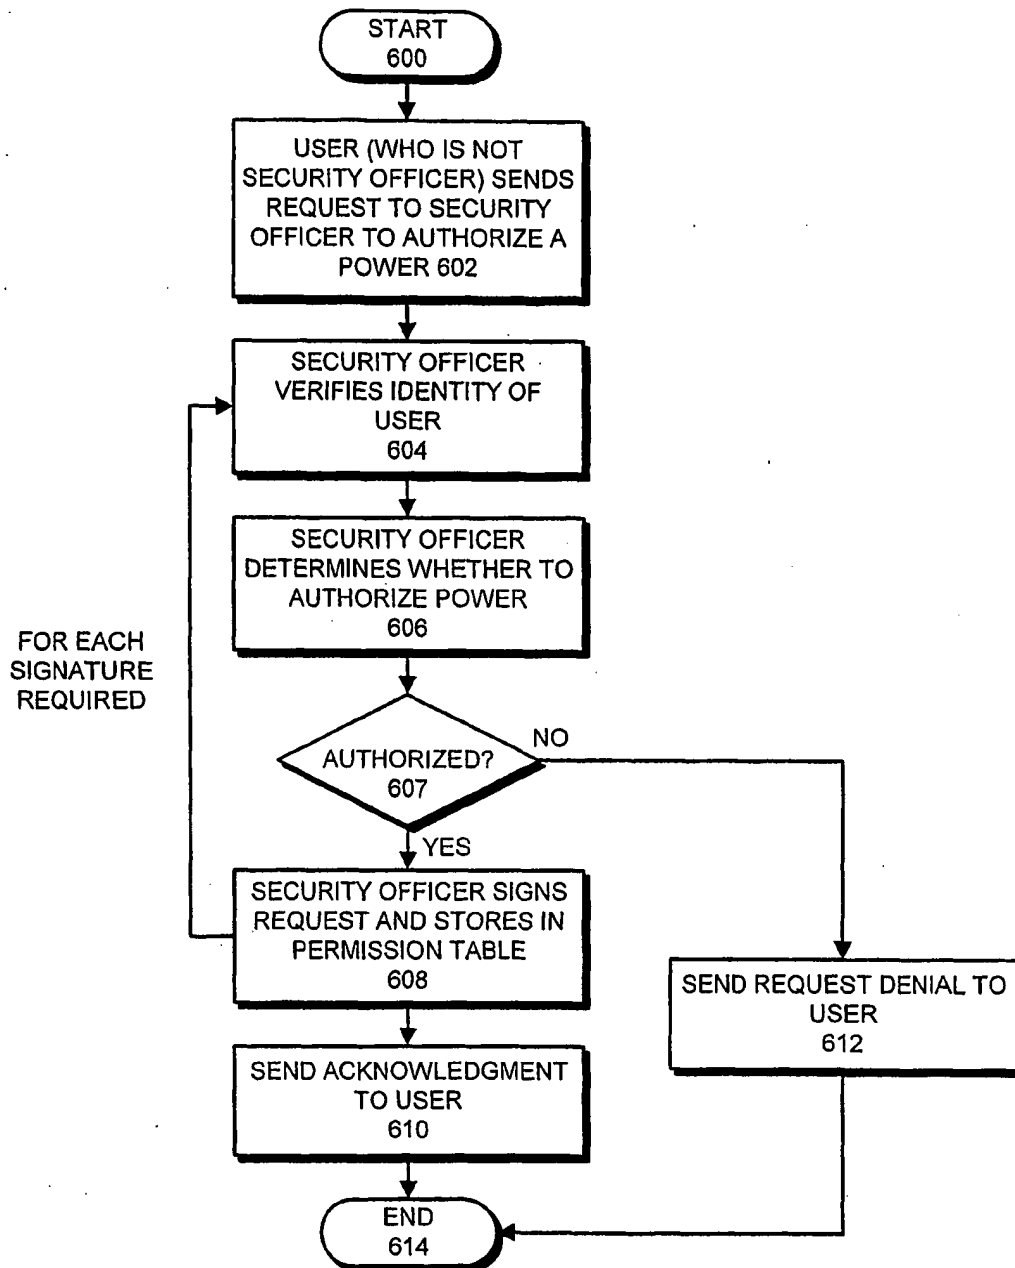 START
600
USER (WHO IS NOT
SECURITY OFFICER) SENDS
REQUEST TO SECURITY
OFFICER TO AUTHORIZE A
POWER 602
SECURITY OFFICER
VERIFIES IDENTITY OF
USER
604
SECURITY OFFICER
DETERMINES WHETHER TO
AUTHORIZE POWER
606
FOR EACH
SIGNATURE
REQUIRED
AUTHORIZED?
607
NO
YES
SECURITY OFFICER SIGNS
REQUEST AND STORES IN
PERMISSION TABLE
608
SEND REQUEST DENIAL TO
USER
612
SEND ACKNOWLEDGMENT
TO USER
610
END
614